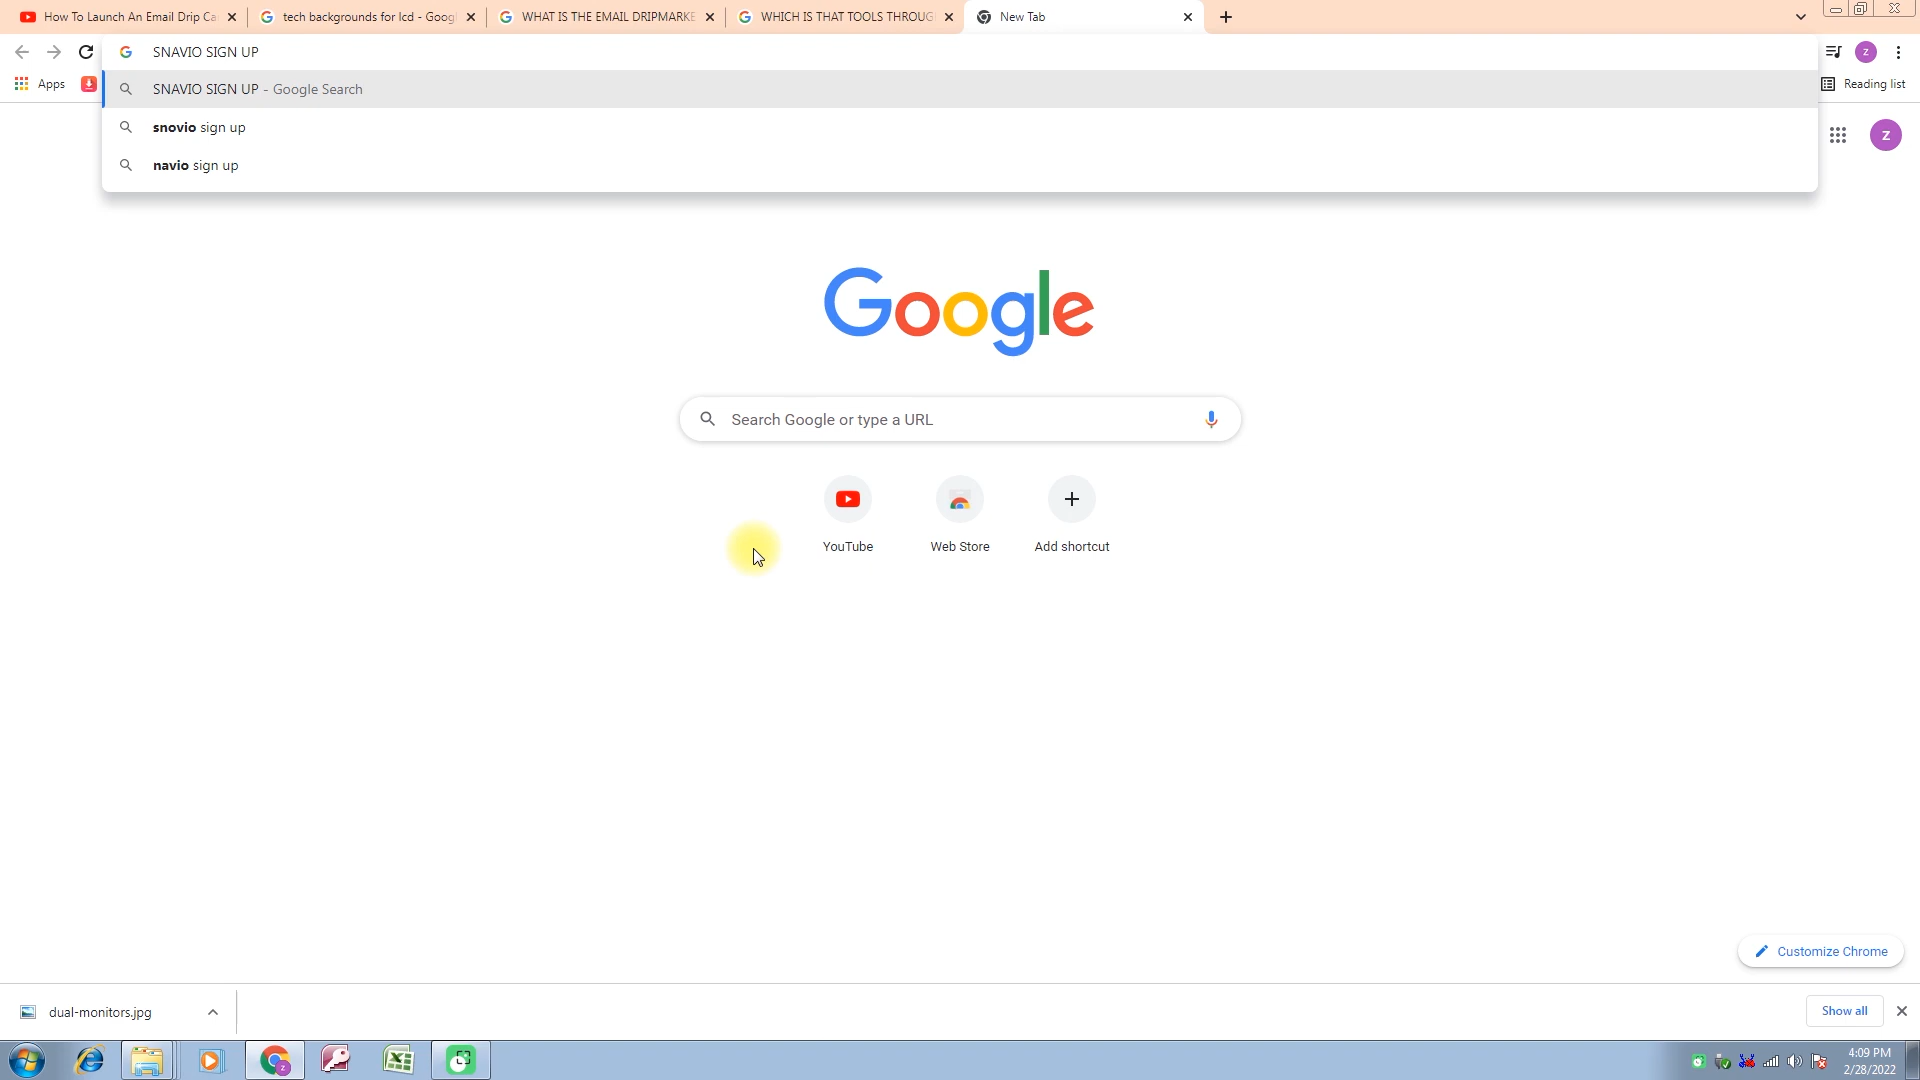 How To Launch An Email Drip Ca
tech backgrounds for lcd - Googl
WHAT IS THE EMAIL DRIPMARKE
WHICH IS THAT TOOLS THROUG
New Tab
SNAVIO SIGN UP
Z
Apps
SNAVIO SIGN UP - Google Search
Reading list
snovio sign up
Z
navio sign up
Google
Search Google or type a URL
YouTube
Web Store
Add shortcut
Customize Chrome
dual-monitors.jpg
Show all
4:09 PM
2/28/2022